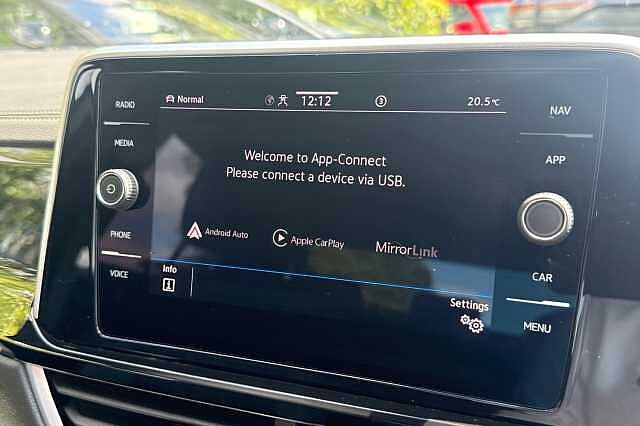 RADIO
MEDIA
PHONE
VOICE
Normal
12:12
3
20.5°C
Welcome to App-Connect
Please connect a device via USB.
Android Auto
Apple CarPlay
MirrorLink
Info
Settings
NAV
APP
CAR
MENU